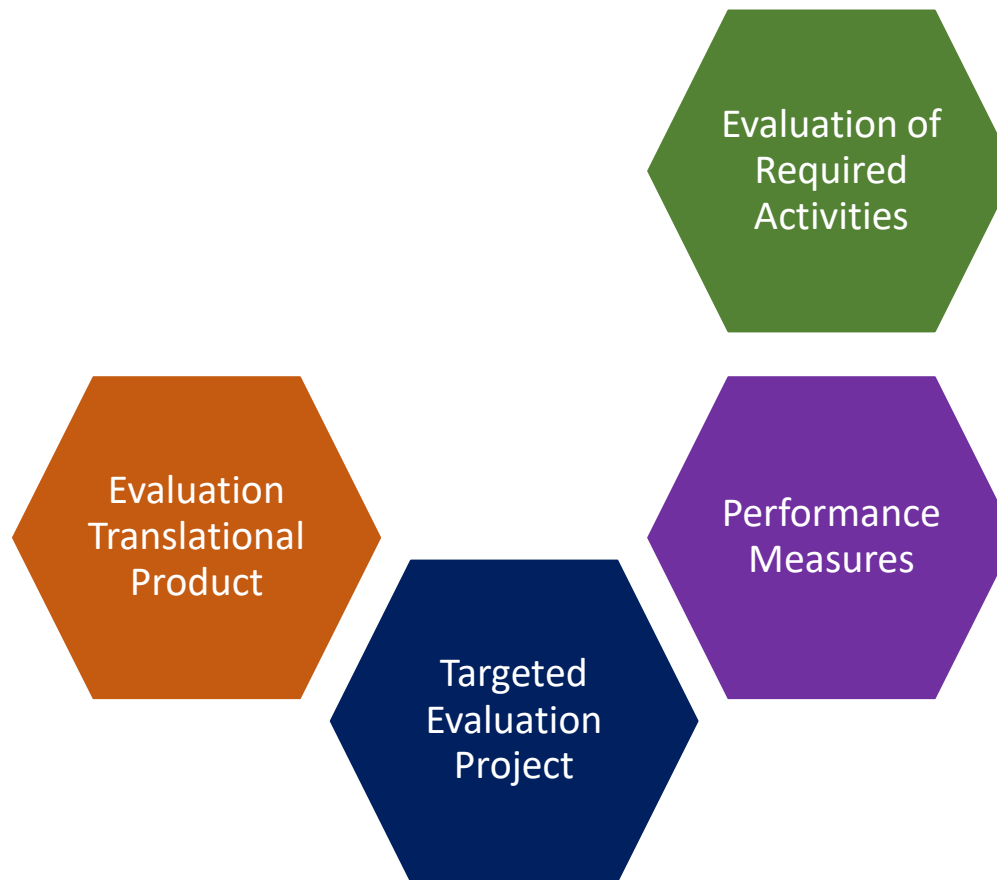 Evaluation of
Required
Activities
Evaluation
Translational
Product
Performance
Measures
Targeted
Evaluation
Project